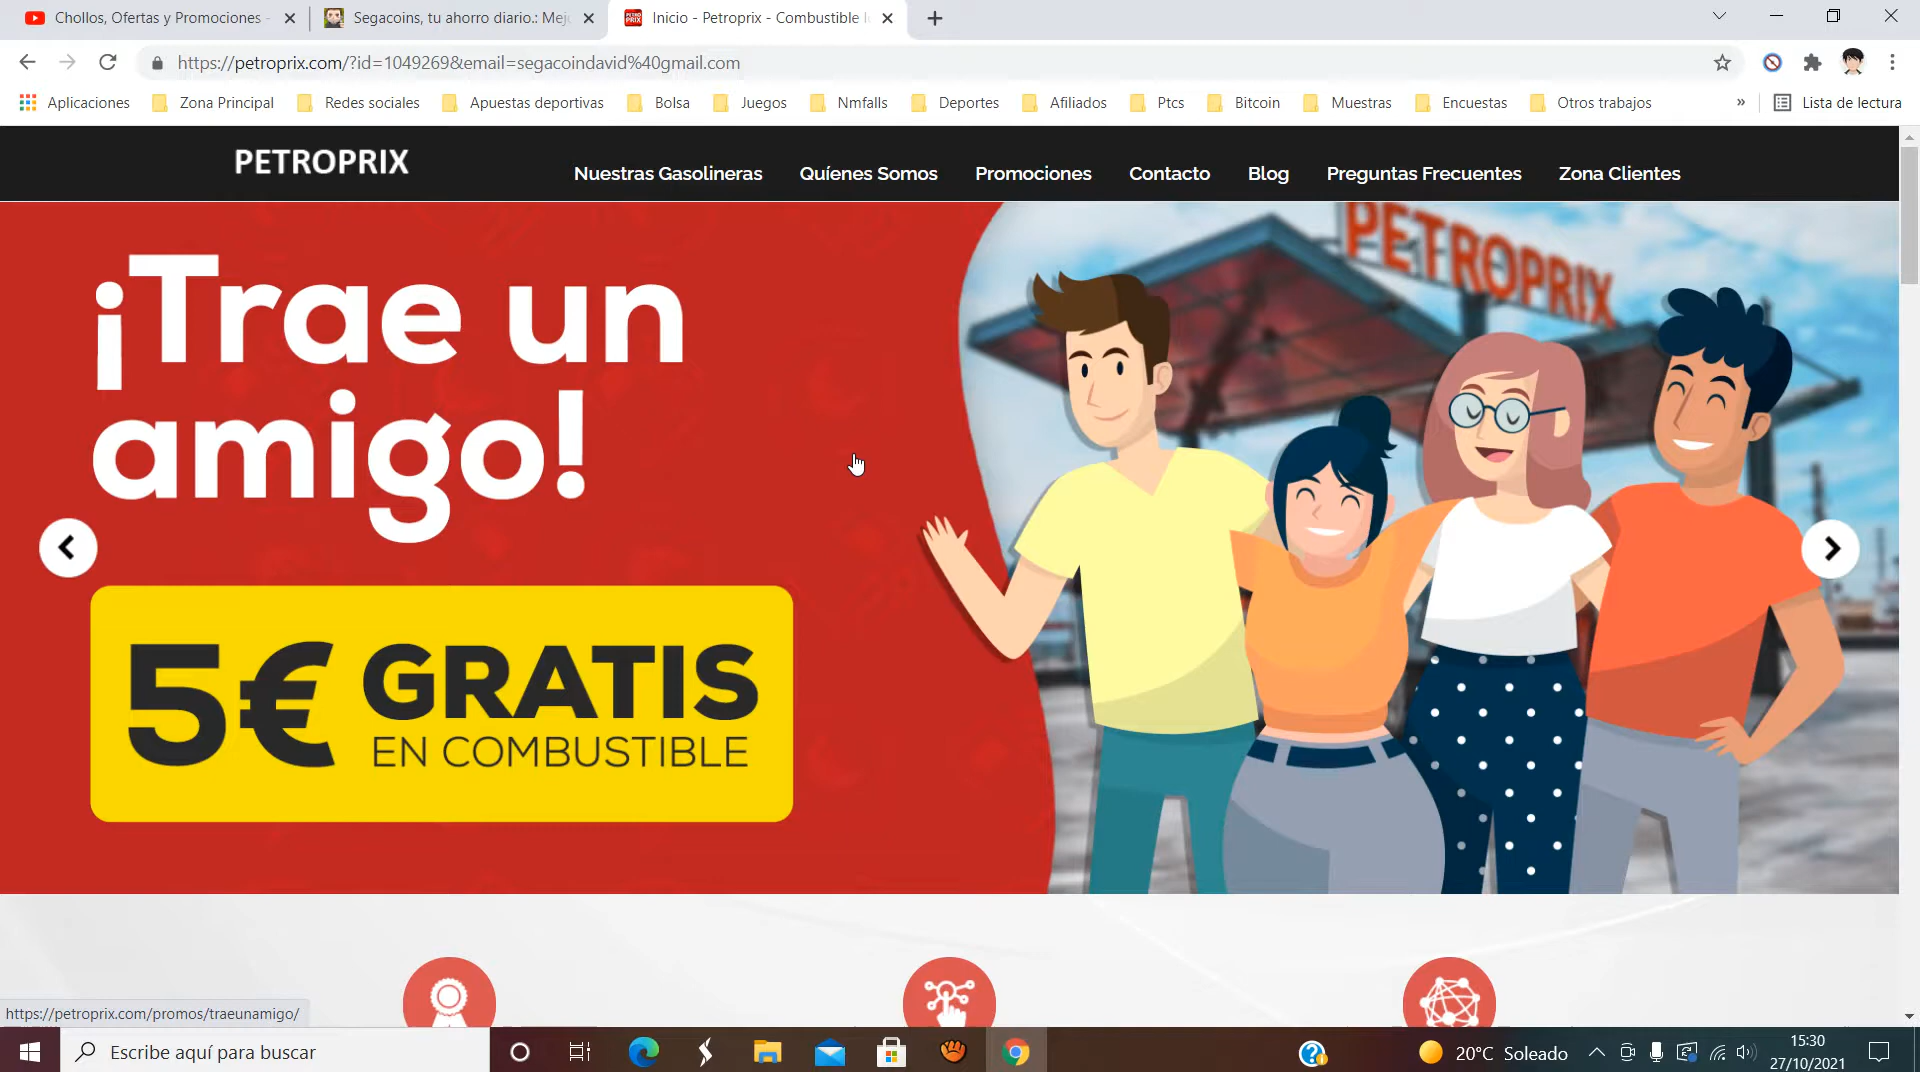 Chollos, Ofertas y Promociones -
Segacoins, tu ahorro diario.: Mej
Inicio - Petroprix - Combustible l
https://petroprix.com/?id=1049269&email=segacoindavid%40gmail.com
Aplicaciones
Zona Principal
Redes sociales
Apuestas deportivas
Bolsa
Juegos
Nmfalls
Deportes
Afiliados
Ptcs
Bitcoin
Muestras
Encuestas
Otros trabajos
»
Lista de lectura
PETROPRIX
Nuestras Gasolineras
Quíenes Somos
Promociones
Contacto
Blog
Preguntas Frecuentes
Zona Clientes
PETROPRIX
¡Trae un
amigo!
5€ GRATIS
EN COMBUSTIBLE
https://petroprix.com/promos/traeunamigo/
Escribe aquí para buscar
20°C Soleado
15:30
27/10/2021